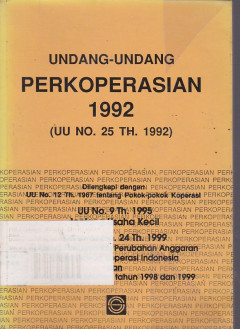 UNDANG-UNDANG
PERKOPERASIAN
1992
(UU NO. 25 TH. 1992)
Dilengkapi dengan:
UU No. 12 Th. 1967 tentang Pokok-pokok Koperasi
UU No. 9 Th. 1995
Usaha Kecil
24 Th. 1999
Perubahan Anggaran
perasi Indonesia
tahun 1998 dan 1999